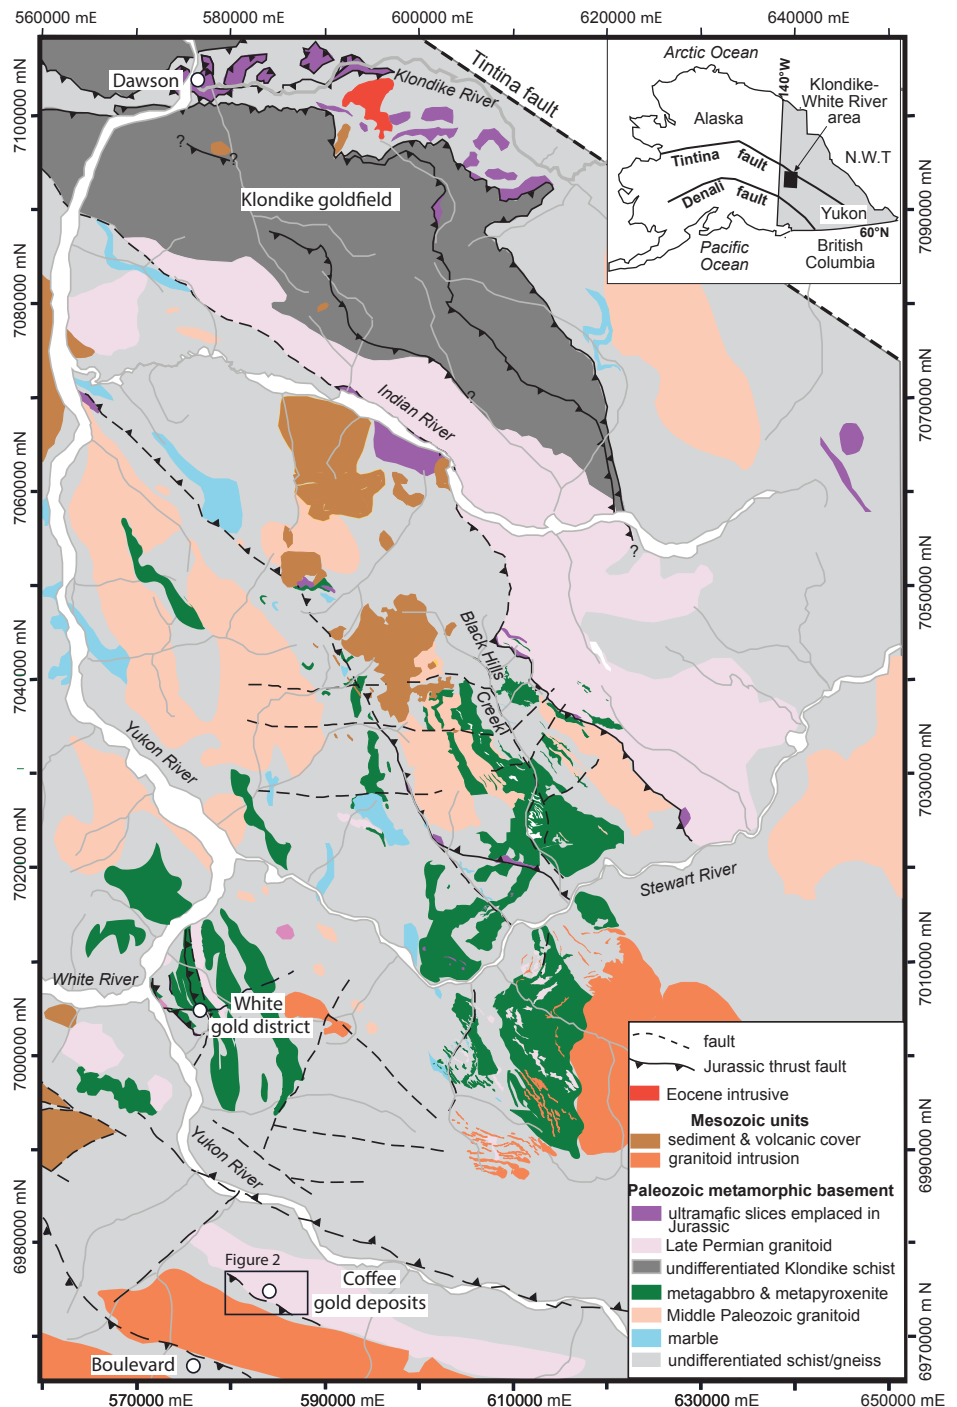 560000 mE
580000 mE
600000 mE
620000 mE
640000 mE
7100000 mN
7080000 mN
7060000 mN
7040000 mN
7020000 mN
7000000 mN
6980000 mN
Dawson
Klondike River
Tintina fault
Klondike goldfield
?
?
?
?
Indian River
Black Hills
Creek
Yukon River
Stewart River
White River
White
gold district
Yukon River
Figure 2
Coffee
gold deposits
Boulevard
Arctic Ocean
140°W
Klondike-
White River
area
Alaska
N.W.T
Tintina fault
Denali fault
Yukon
60°N
Pacific
Ocean
British
Columbia
7090000 mN
7070000 mN
7050000 mN
7030000 mN
7010000 mN
6990000 mN
6970000 m N
fault
Jurassic thrust fault
Eocene intrusive
Mesozoic units
sediment & volcanic cover
granitoid intrusion
Paleozoic metamorphic basement
ultramafic slices emplaced in
Jurassic
Late Permian granitoid
undifferentiated Klondike schist
metagabbro & metapyroxenite
Middle Paleozoic granitoid
marble
undifferentiated schist/gneiss
570000 mE
590000 mE
610000 mE
630000 mE
650000 mE